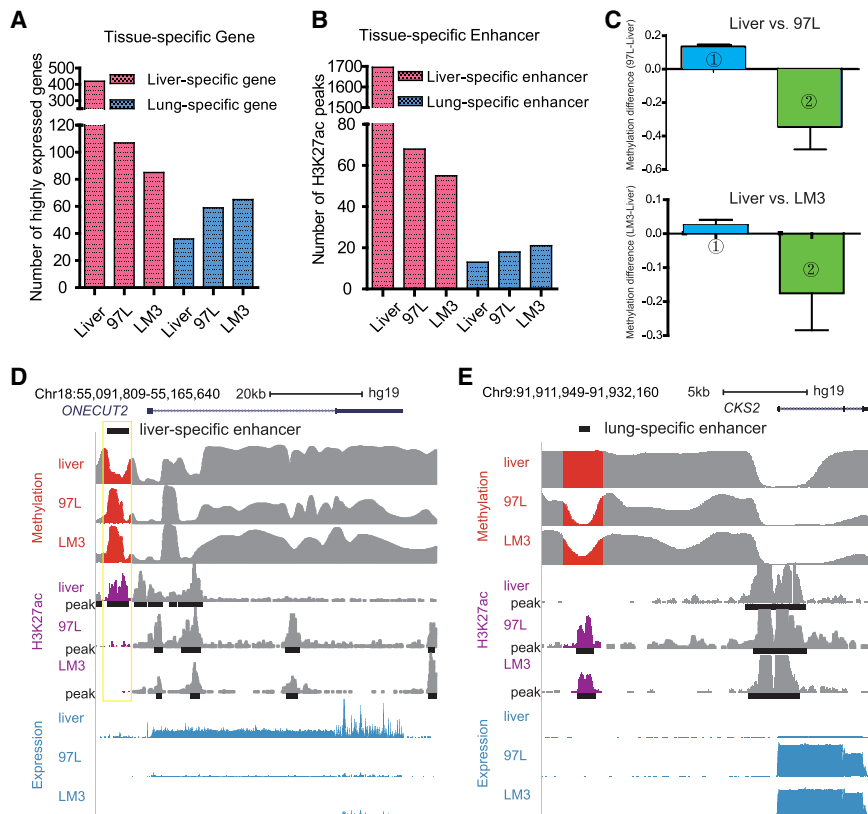 A
Tissue-specific Gene
Number of highly expressed genes
500
400
300
120
100
80
60
40
20
0
Liver-specific gene
Lung-specific gene
Liver
97L
LM3
Liver
97L
LM3
B
Tissue-specific Enhancer
Number of H3K27ac peaks
1700
1600
1500
80
60
40
20
0
Liver-specific enhancer
Lung-specific enhancer
Liver
97L
LM3
Liver
97L
LM3
C
Liver vs. 97L
Methylation difference (97L-Liver)
0.2
0.0
-0.2
-0.4
-0.6
①
②
Liver vs. LM3
Methylation difference (LM3-Liver)
0.1
0.0
-0.1
-0.2
-0.3
①
②
D
Chr18:55,091,809-55,165,640
20kb
hg19
ONECUT2
liver-specific enhancer
Methylation
liver
97L
LM3
H3K27ac
liver
peak
97L
peak
LM3
peak
Expression
liver
97L
LM3
E
Chr9:91,911,949-91,932,160
5kb
hg19
CKS2
lung-specific enhancer
Methylation
liver
97L
LM3
H3K27ac
liver
peak
97L
peak
LM3
peak
Expression
liver
97L
LM3